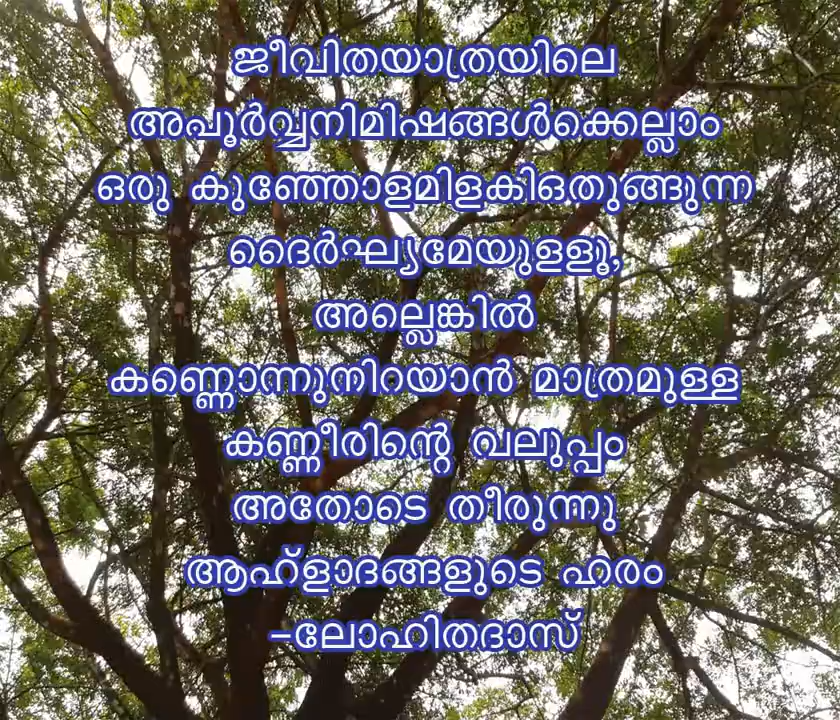 ജീവിതയാത്രയിലെ
അപൂർവ്വനിമിഷങ്ങൾക്കെല്ലാം
ഒരു കുഞ്ഞോളമിളകിഒതുങ്ങുന്ന
ദൈർഘ്യമേയുള്ളൂ,
അല്ലെങ്കിൽ
കണ്ണൊന്നുനിറയാൻ മാത്രമുള്ള
കണ്ണീരിന്റെ വലുപ്പം
അതോടെ തീരുന്നു
ആഹ്ളാദങ്ങളുടെ ഹരം
-ലോഹിതദാസ്